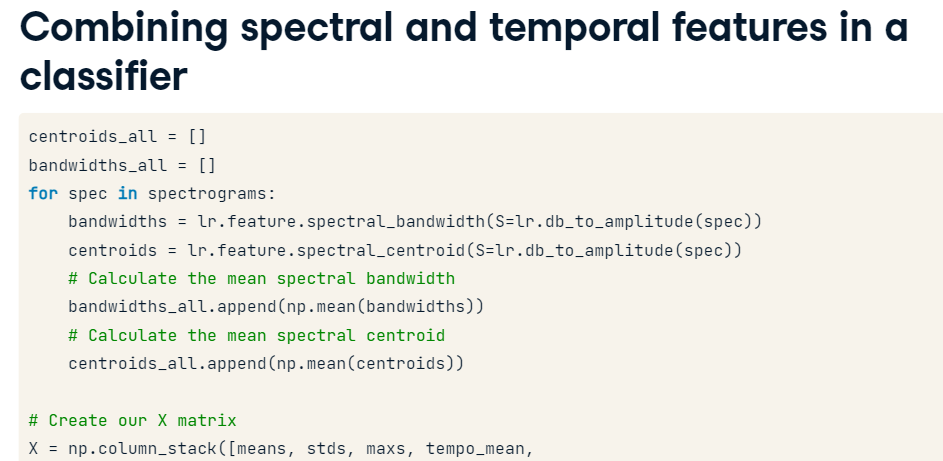 Combining spectral and temporal features in a
classifier
centroids_all = []
bandwidths_all = []
for spec in spectrograms:
    bandwidths = lr.feature.spectral_bandwidth(S=lr.db_to_amplitude(spec))
    centroids = lr.feature.spectral_centroid(S=lr.db_to_amplitude(spec))
    # Calculate the mean spectral bandwidth
    bandwidths_all.append(np.mean(bandwidths))
    # Calculate the mean spectral centroid
    centroids_all.append(np.mean(centroids))

# Create our X matrix
X = np.column_stack([means, stds, maxs, tempo_mean,